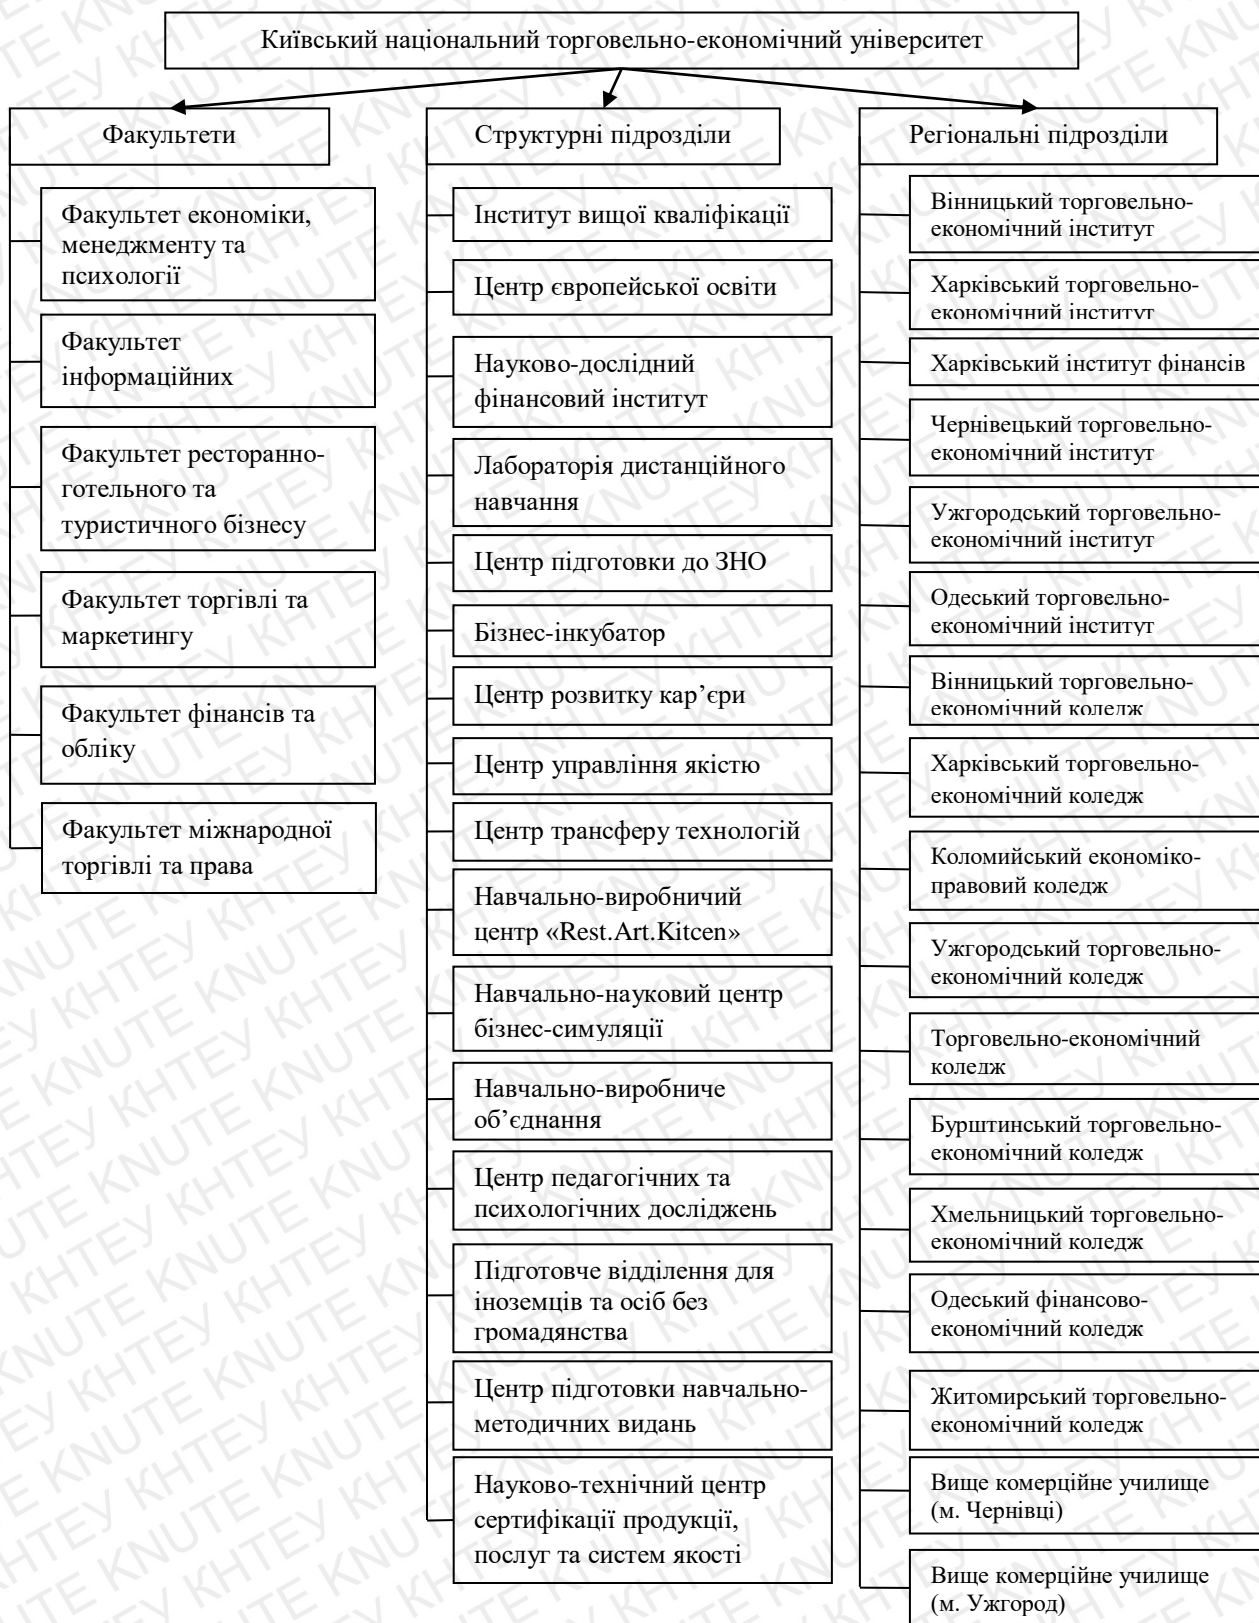 Київський національний торговельно-економічний університет
Факультети
Факультет економіки,
менеджменту та
психології
Факультет
інформаційних
Факультет ресторанно-
готельного та
туристичного бізнесу
Факультет торгівлі та
маркетингу
Факультет фінансів та
обліку
Факультет міжнародної
торгівлі та права
Структурні підрозділи
Інститут вищої кваліфікації
Центр європейської освіти
Науково-дослідний
фінансовий інститут
Лабораторія дистанційного
навчання
Центр підготовки до ЗНО
Бізнес-інкубатор
Центр розвитку кар’єри
Центр управління якістю
Центр трансферу технологій
Навчально-виробничий
центр «Rest.Art.Kitcen»
Навчально-науковий центр
бізнес-симуляції
Навчально-виробниче
об’єднання
Центр педагогічних та
психологічних досліджень
Підготовче відділення для
іноземців та осіб без
громадянства
Центр підготовки навчально-
методичних видань
Науково-технічний центр
сертифікації продукції,
послуг та систем якості
Регіональні підрозділи
Вінницький торговельно-
економічний інститут
Харківський торговельно-
економічний інститут
Харківський інститут фінансів
Чернівецький торговельно-
економічний інститут
Ужгородський торговельно-
економічний інститут
Одеський торговельно-
економічний інститут
Вінницький торговельно-
економічний коледж
Харківський торговельно-
економічний коледж
Коломийський економіко-
правовий коледж
Ужгородський торговельно-
економічний коледж
Торговельно-економічний
коледж
Бурштинський торговельно-
економічний коледж
Хмельницький торговельно-
економічний коледж
Одеський фінансово-
економічний коледж
Житомирський торговельно-
економічний коледж
Вище комерційне училище
(м. Чернівці)
Вище комерційне училище
(м. Ужгород)